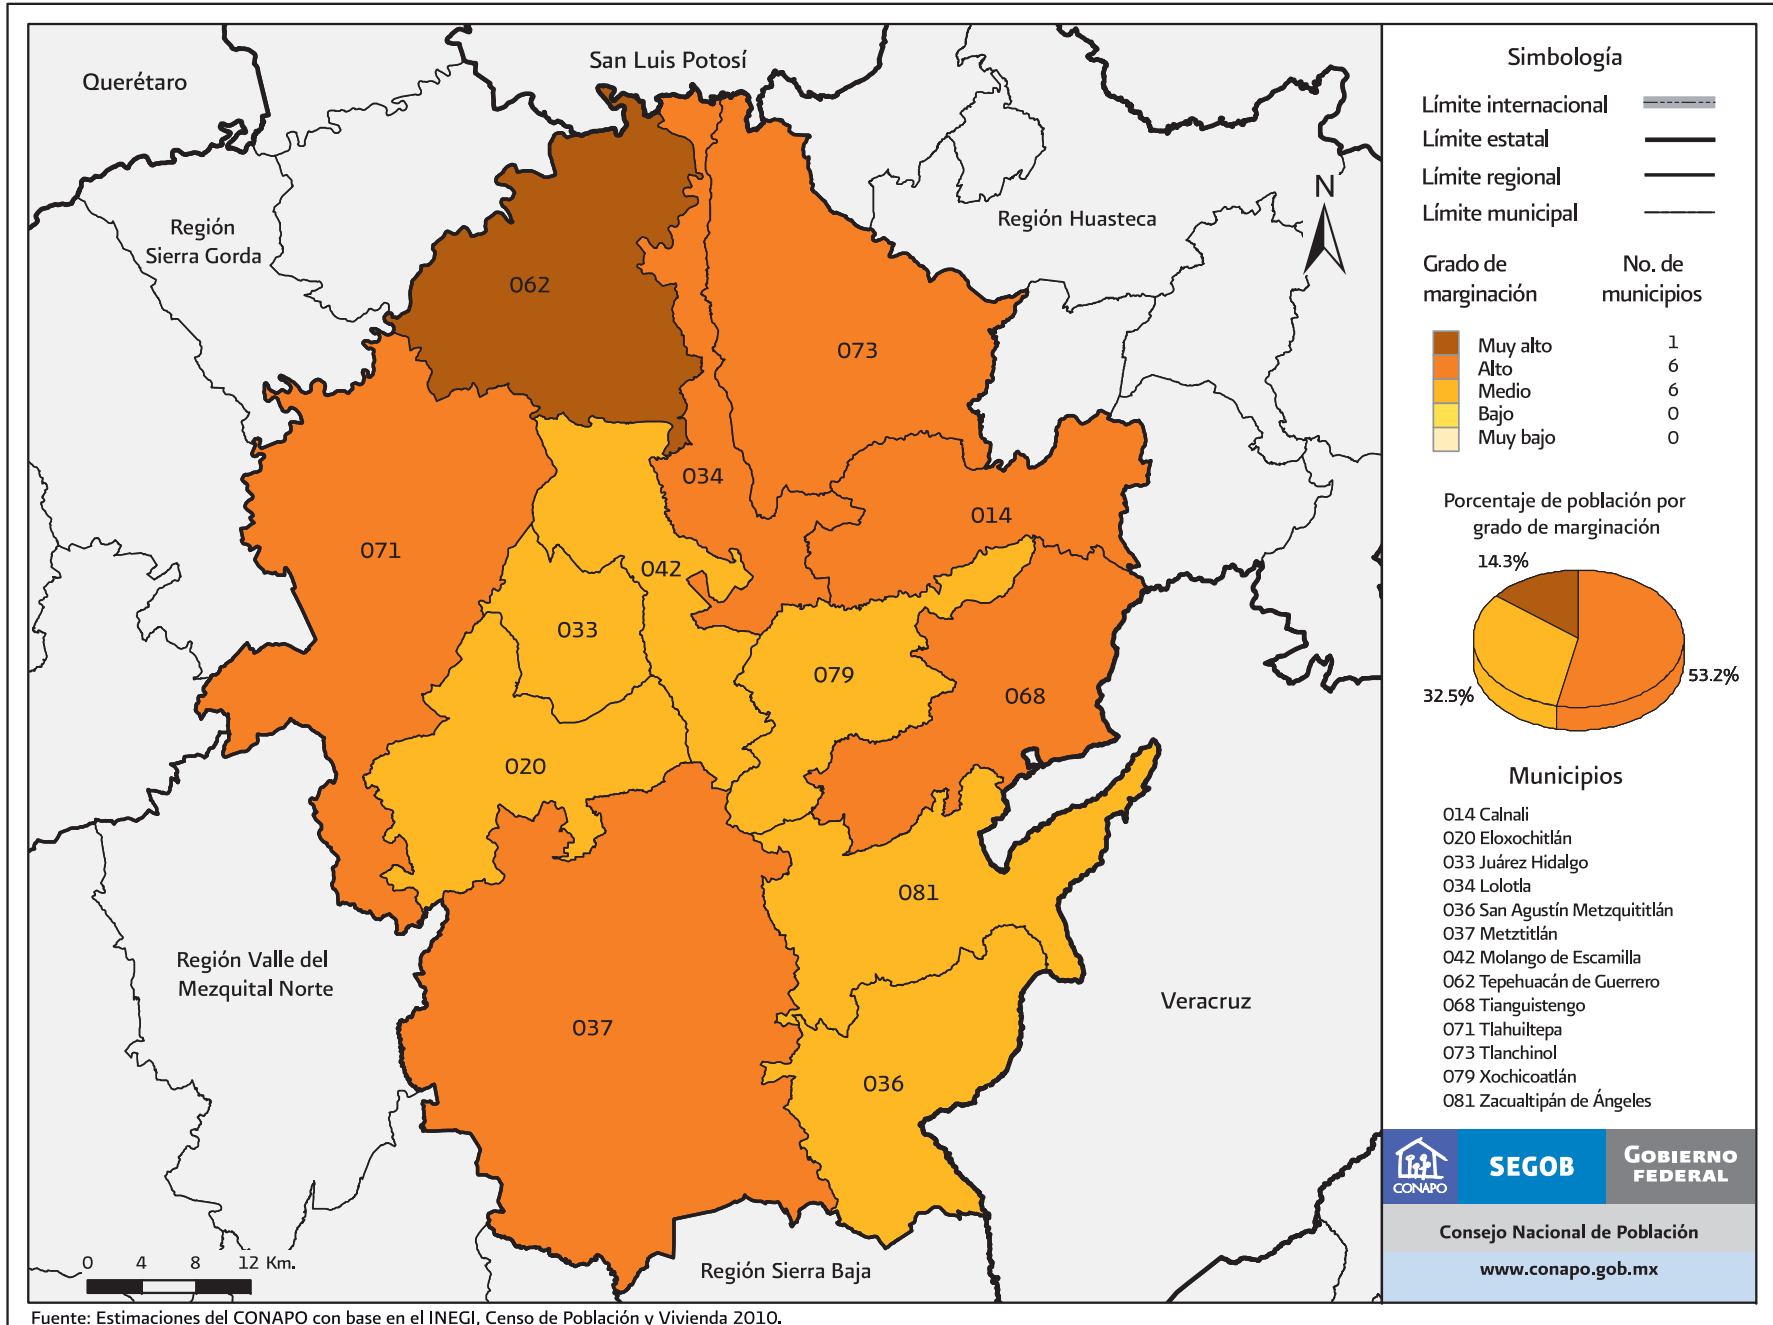 Querétaro
San Luis Potosí
Región
Sierra Gorda
Región Huasteca
N
062
073
034
014
071
042
033
079
068
020
081
037
036
Región Valle del
Mezquital Norte
Veracruz
Región Sierra Baja
0 4 8 12 Km.
Fuente: Estimaciones del CONAPO con base en el INEGI, Censo de Población y Vivienda 2010.
Simbología
Límite internacional
Límite estatal
Límite regional
Límite municipal
Grado de marginación
No. de municipios
Muy alto 1
Alto 6
Medio 6
Bajo 0
Muy bajo 0
Porcentaje de población por
grado de marginación
14.3%
53.2%
32.5%
Municipios
014 Calnali
020 Eloxochitlán
033 Juárez Hidalgo
034 Lolotla
036 San Agustín Metzquititlán
037 Metztitlán
042 Molango de Escamilla
062 Tepehuacán de Guerrero
068 Tianguistengo
071 Tlahuiltepa
073 Tlanchinol
079 Xochicoatlán
081 Zacualtipán de Ángeles
CONAPO
SEGOB
GOBIERNO
FEDERAL
Consejo Nacional de Población
www.conapo.gob.mx